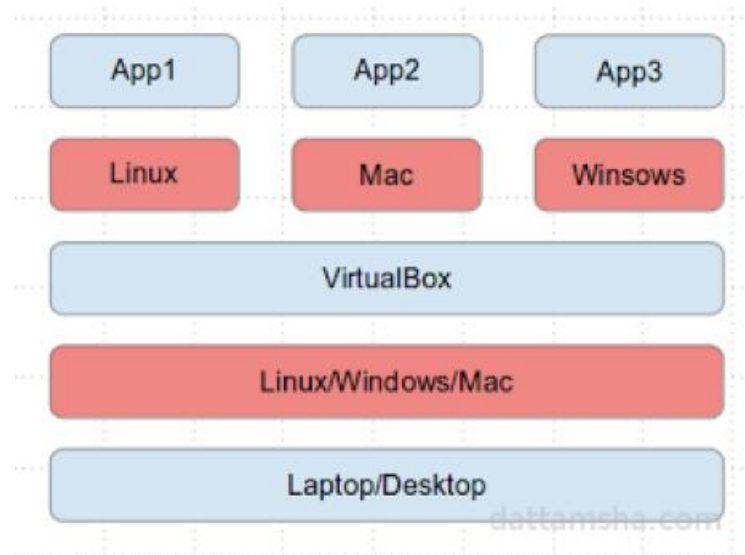 App1 App2 App3
Linux Mac Winsows
VirtualBox
Linux/Windows/Mac
Laptop/Desktop
dattamsha.com